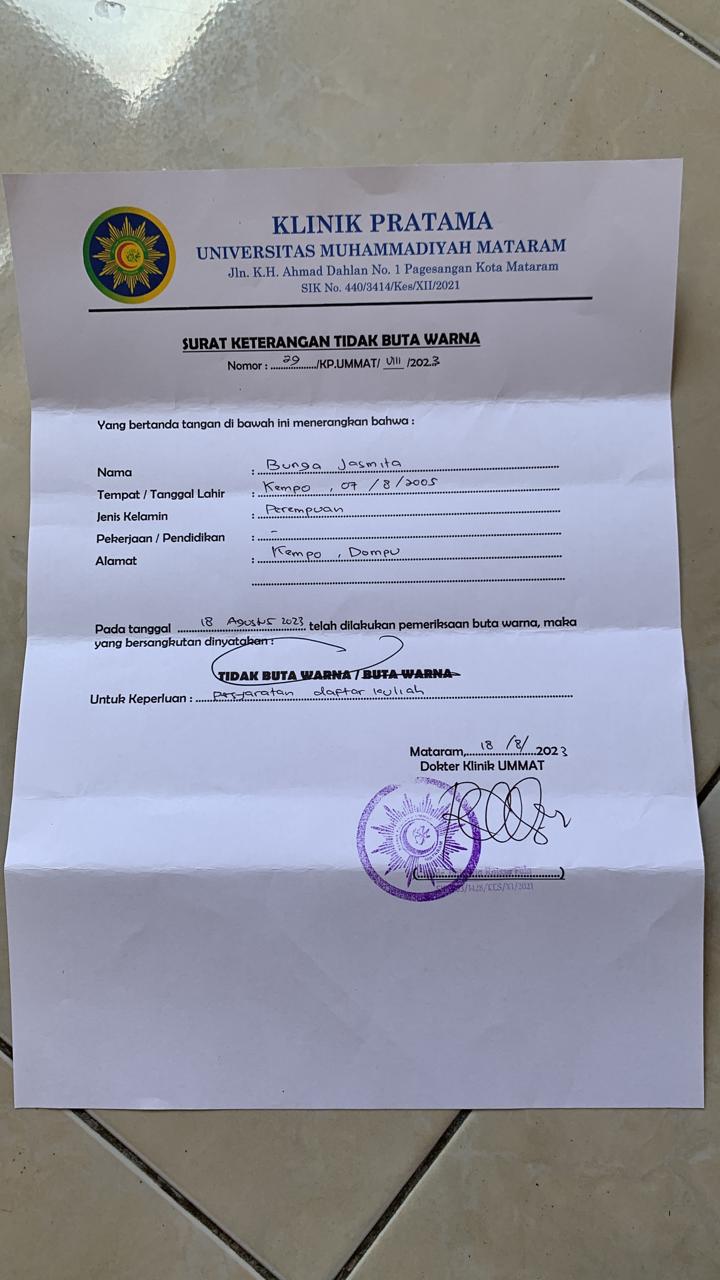 KLINIK PRATAMA
UNIVERSITAS MUHAMMADIYAH MATARAM
Jln. K.H. Ahmad Dahlan No. 1 Pagesangan Kota Mataram
SIK No. 440/3414/Kes/XII/2021
SURAT KETERANGAN TIDAK BUTA WARNA
Nomor : 29 /KP.UMMAT/ VIII /2023
Yang bertanda tangan di bawah ini menerangkan bahwa :
Nama : Bunga Jasmita
Tempat / Tanggal Lahir : Kempo , 07 /8/2005
Jenis Kelamin : Perempuan
Pekerjaan / Pendidikan : -
Alamat : Kempo , Dompu
Pada tanggal 18 Agustus 2023 telah dilakukan pemeriksaan buta warna, maka
yang bersangkutan dinyatakan :
TIDAK BUTA WARNA / BUTA WARNA
Untuk Keperluan : persyaratan daftar kuliah
Mataram, 18 /8/ 2023
Dokter Klinik UMMAT